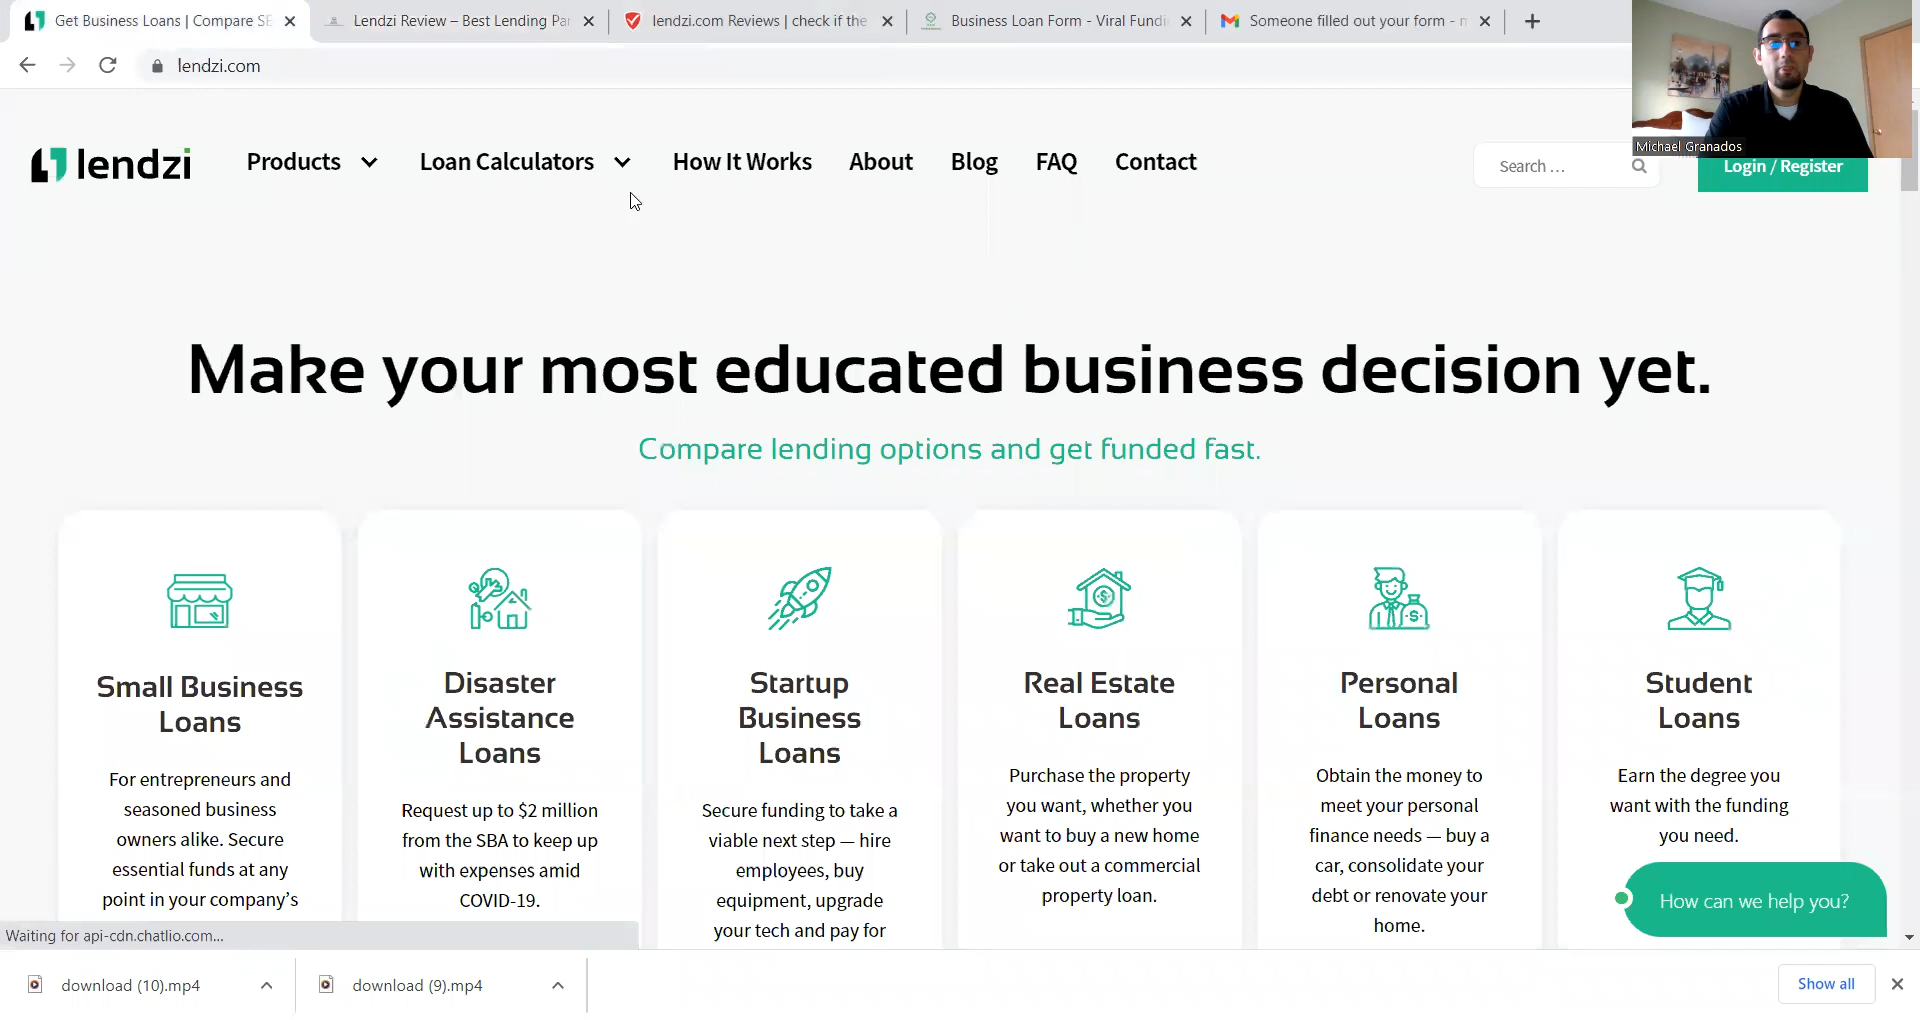 Get Business Loans | Compare SE
Lendzi Review – Best Lending Pa
lendzi.com Reviews | check if the
Business Loan Form - Viral Fundi
Someone filled out your form - m
lendzi.com
Michael Granados
lendzi
Products
Loan Calculators
How It Works
About
Blog
FAQ
Contact
Search ...
Login / Register
Make your most educated business decision yet.
Compare lending options and get funded fast.
Small Business
Loans
For entrepreneurs and
seasoned business
owners alike. Secure
essential funds at any
point in your company’s
Disaster
Assistance
Loans
Request up to $2 million
from the SBA to keep up
with expenses amid
COVID-19.
Startup
Business
Loans
Secure funding to take a
viable next step — hire
employees, buy
equipment, upgrade
your tech and pay for
Real Estate
Loans
Purchase the property
you want, whether you
want to buy a new home
or take out a commercial
property loan.
Personal
Loans
Obtain the money to
meet your personal
finance needs — buy a
car, consolidate your
debt or renovate your
home.
Student
Loans
Earn the degree you
want with the funding
you need.
How can we help you?
Waiting for api-cdn.chatlio.com...
download (10).mp4
download (9).mp4
Show all